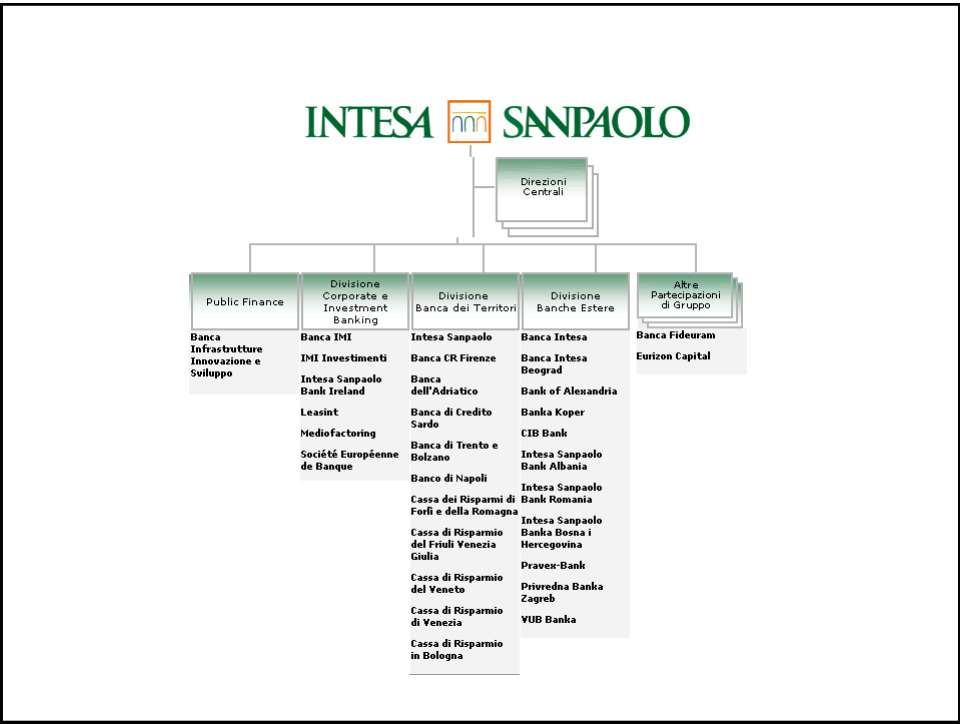 INTESA SANPAOLO
Direzioni
Centrali
Public Finance
Banca
Infrastrutture
Innovazione e
Sviluppo
Divisione
Corporate e
Investment
Banking
Banca IMI
IMI Investimenti
Intesa Sanpaolo
Bank Ireland
Leasint
Mediofactoring
Société Européenne
de Banque
Divisione
Banca dei Territori
Intesa Sanpaolo
Banca CR Firenze
Banca
dell'Adriatico
Banca di Credito
Sardo
Banca di Trento e
Bolzano
Banco di Napoli
Cassa dei Risparmi di
Forlì e della Romagna
Cassa di Risparmio
del Friuli Venezia
Giulia
Cassa di Risparmio
del Veneto
Cassa di Risparmio
di Venezia
Cassa di Risparmio
in Bologna
Divisione
Banche Estere
Banca Intesa
Banca Intesa
Beograd
Bank of Alexandria
Banka Koper
CIB Bank
Intesa Sanpaolo
Bank Albania
Intesa Sanpaolo
Bank Romania
Intesa Sanpaolo
Banka Bosna i
Hercegovina
Pravex-Bank
Privredna Banka
Zagreb
VUB Banka
Altre
Partecipazioni
di Gruppo
Banca Fideuram
Eurizon Capital